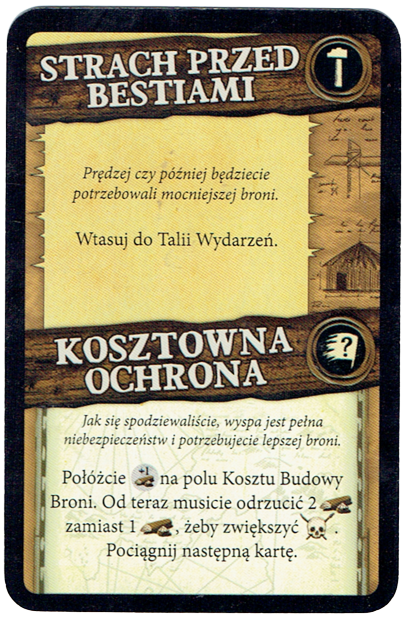 STRACH PRZED
BESTIAMI
Prędzej czy później będziecie
potrzebowali mocniejszej broni.
Wtasuj do Talii Wydarzeń.
KOSZTOWNA
OCHRONA
?
Jak się spodziewaliście, wyspa jest pełna
niebezpieczeństw i potrzebujecie lepszej broni.
Połóżcie +1 na polu Kosztu Budowy
Broni. Od teraz musicie odrzucić 2
zamiast 1 , żeby zwiększyć .
Pociągnij następną kartę.